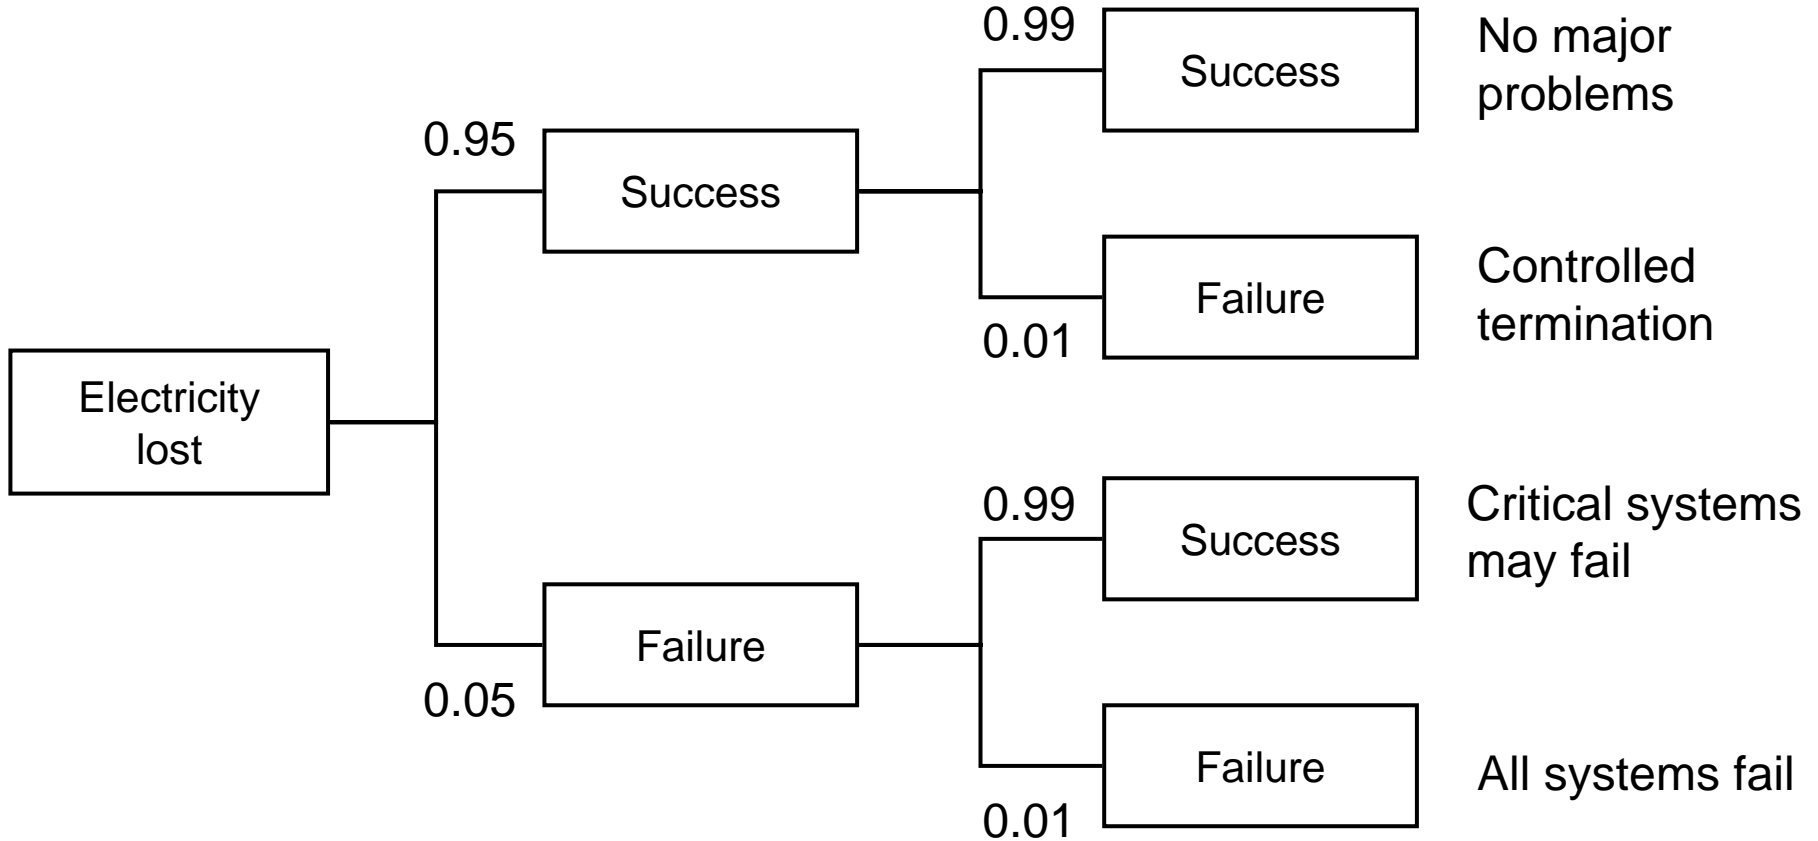 0.99
Success
No major
problems
0.95
Success
0.01
Failure
Controlled
termination
Electricity
lost
0.99
Success
Critical systems
may fail
0.05
Failure
0.01
Failure
All systems fail